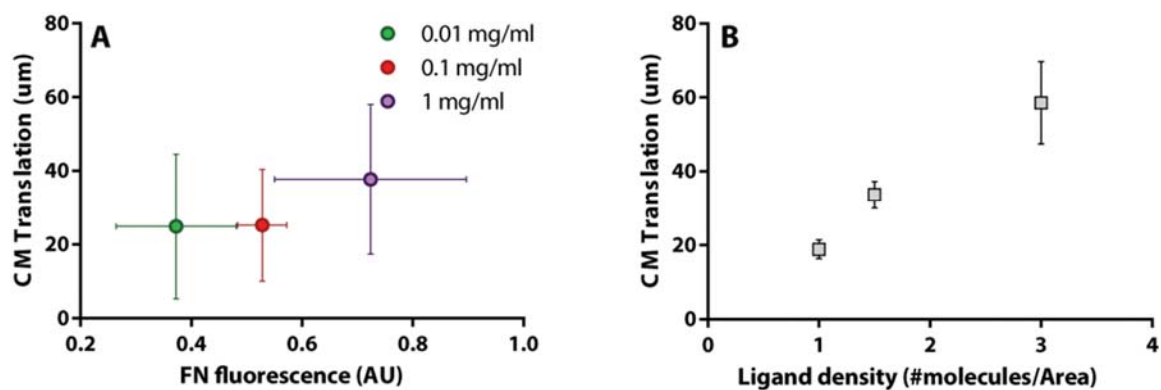 A
0.01 mg/ml
0.1 mg/ml
1 mg/ml
CM Translation (um)
80
60
40
20
0
0.2
0.4
0.6
0.8
1.0
FN fluorescence (AU)
B
CM Translation (um)
80
60
40
20
0
0
1
2
3
4
Ligand density (#molecules/Area)